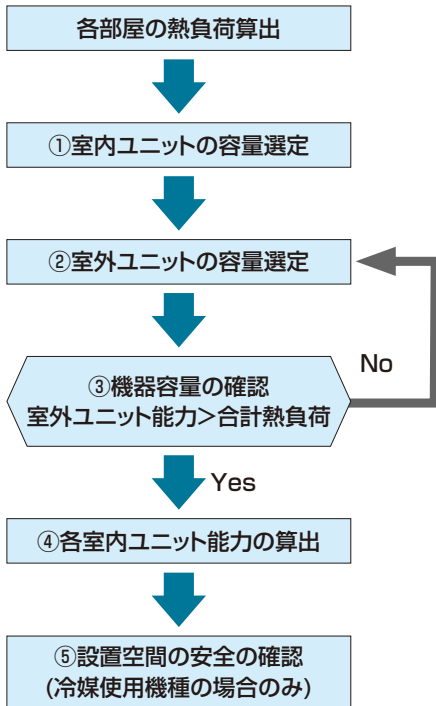 各部屋の熱負荷算出
①室内ユニットの容量選定
②室外ユニットの容量選定
③機器容量の確認
室外ユニット能力>合計熱負荷
No
Yes
④各室内ユニット能力の算出
⑤設置空間の安全の確認
(冷媒使用機種の場合のみ)